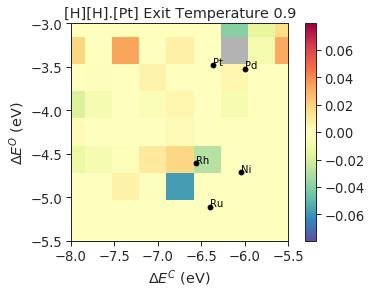 [H][H].[Pt] Exit Temperature 0.9
−3.0
−3.5
−4.0
−4.5
−5.0
−5.5
ΔE^O (eV)
Pt
Pd
Rh
Ni
Ru
−8.0 −7.5 −7.0 −6.5 −6.0 −5.5
ΔE^C (eV)
0.06
0.04
0.02
0.00
−0.02
−0.04
−0.06